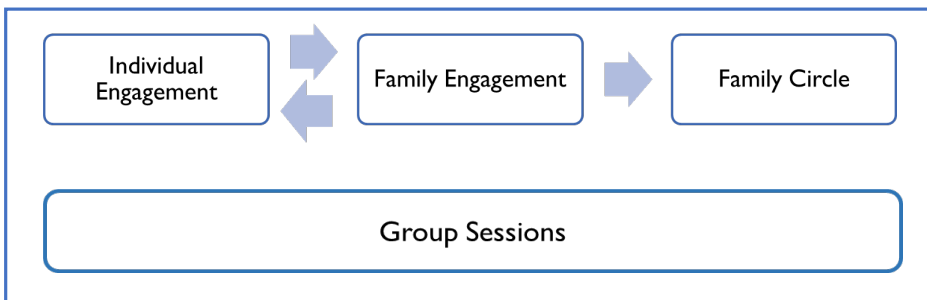 Individual
Engagement
Family Engagement
Family Circle
Group Sessions